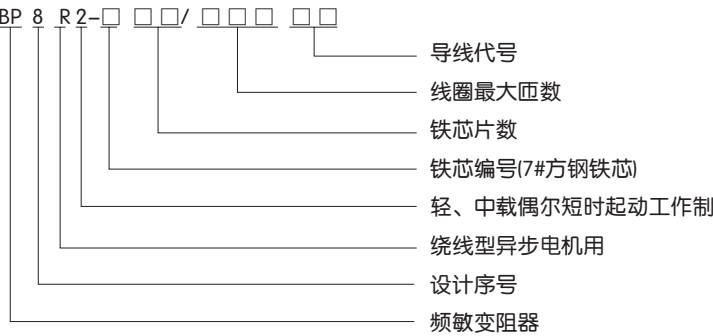 BP 8 R 2-□ □□/ □□□ □□
导线代号
线圈最大匝数
铁芯片数
铁芯编号(7#方钢铁芯)
轻、中载偶尔短时起动工作制
绕线型异步电机用
设计序号
频敏变阻器